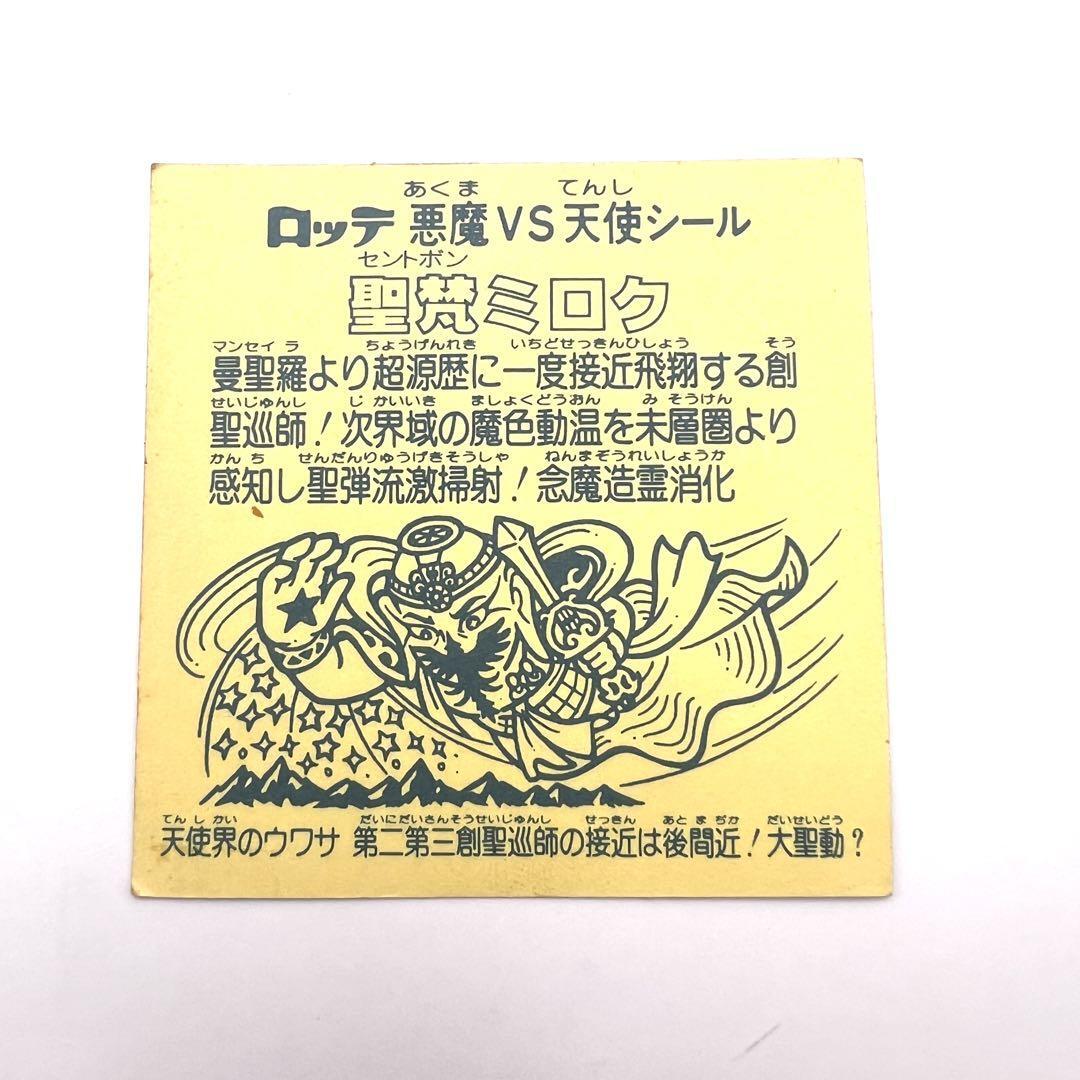 あくま てんし
ロッテ 悪魔VS天使シール
セントボン
聖梵ミロク
マンセイラ ちょうげんれき いちどせっきんひしょう そう
曼聖羅より超源歴に一度接近飛翔する創
せいじゅんし じかいいき ましょくどうおん みそうけん
聖巡師！次界域の魔色動温を未層圏より
かんち せんだんりゅうげきそうしゃ ねんまぞうれいしょうか
感知し聖弾流激掃射！念魔造霊消化
てんしかい だいにだいさんそうせいじゅんし せっきん あとまぢか だいせいどう
天使界のウワサ 第二第三創聖巡師の接近は後間近！大聖動？